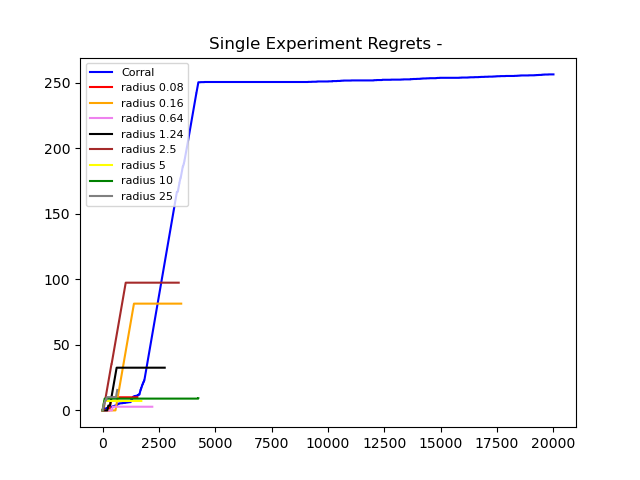 Single Experiment Regrets -
250
200
150
100
50
0
Corral
radius 0.08
radius 0.16
radius 0.64
radius 1.24
radius 2.5
radius 5
radius 10
radius 25
0 2500 5000 7500 10000 12500 15000 17500 20000